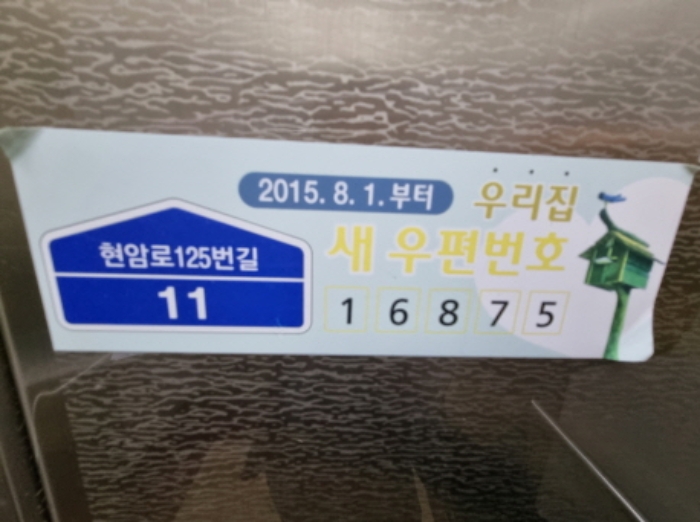 2015. 8. 1. 부터 우리집
새 우편번호
현암로125번길
11
1 6 8 7 5